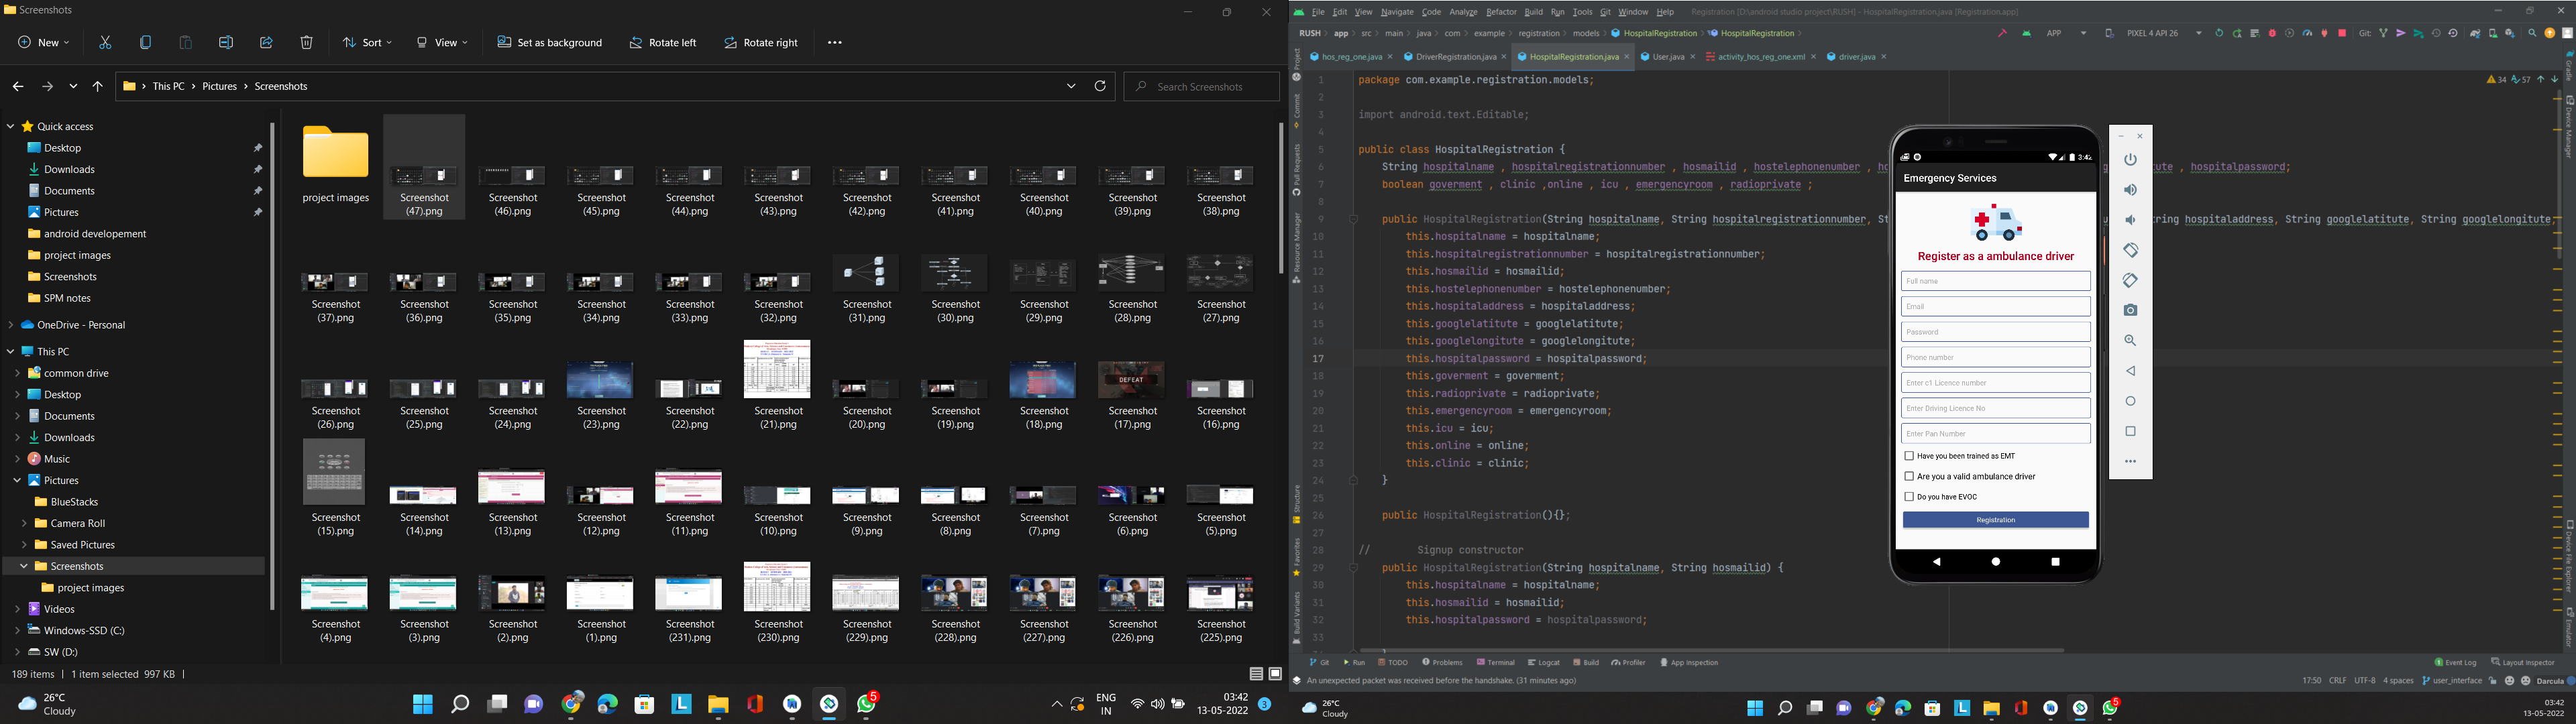 Screenshots
New
Sort
View
Set as background
Rotate left
Rotate right
This PC > Pictures > Screenshots
Search Screenshots
Quick access
Desktop
Downloads
Documents
Pictures
android developement
project images
Screenshots
SPM notes
OneDrive - Personal
This PC
common drive
Desktop
Documents
Downloads
Music
Pictures
BlueStacks
Camera Roll
Saved Pictures
Screenshots
project images
Videos
Windows-SSD (C:)
SW (D:)
project images
Screenshot (47).png
Screenshot (46).png
Screenshot (45).png
Screenshot (44).png
Screenshot (43).png
Screenshot (42).png
Screenshot (41).png
Screenshot (40).png
Screenshot (39).png
Screenshot (38).png
Screenshot (37).png
Screenshot (36).png
Screenshot (35).png
Screenshot (34).png
Screenshot (33).png
Screenshot (32).png
Screenshot (31).png
Screenshot (30).png
Screenshot (29).png
Screenshot (28).png
Screenshot (27).png
Screenshot (26).png
Screenshot (25).png
Screenshot (24).png
Screenshot (23).png
Screenshot (22).png
Screenshot (21).png
Screenshot (20).png
Screenshot (19).png
Screenshot (18).png
DEFEAT
Screenshot (17).png
Screenshot (16).png
Screenshot (15).png
Screenshot (14).png
Screenshot (13).png
Screenshot (12).png
Screenshot (11).png
Screenshot (10).png
Screenshot (9).png
Screenshot (8).png
Screenshot (7).png
Screenshot (6).png
Screenshot (5).png
Screenshot (4).png
Screenshot (3).png
Screenshot (2).png
Screenshot (1).png
Screenshot (231).png
Screenshot (230).png
Screenshot (229).png
Screenshot (228).png
Screenshot (227).png
Screenshot (226).png
Screenshot (225).png
189 items | 1 item selected 997 KB |
26°C
Cloudy
5
ENG
IN
03:42
13-05-2022
3
File Edit View Navigate Code Analyze Refactor Build Run Tools Git Window Help Registration [D:\android studio project\RUSH] - HospitalRegistration.java [Registration.app]
RUSH > app > src > main > java > com > example > registration > models > HospitalRegistration > HospitalRegistration
APP PIXEL 4 API 26 Git:
hos_reg_one.java DriverRegistration.java HospitalRegistration.java User.java activity_hos_reg_one.xml driver.java
34 57
1 package com.example.registration.models;
2
3 import android.text.Editable;
4
5 public class HospitalRegistration {
6 String hospitalname , hospitalregistrationnumber , hosmailid , hostelephonenumber , ho
itute , hospitalpassword;
7 boolean goverment , clinic ,online , icu , emergencyroom , radioprivate ;
8
9 public HospitalRegistration(String hospitalname, String hospitalregistrationnumber, St
ring hospitaladdress, String googlelatitute, String googlelongitute,
10 this.hospitalname = hospitalname;
11 this.hospitalregistrationnumber = hospitalregistrationnumber;
12 this.hosmailid = hosmailid;
13 this.hostelephonenumber = hostelephonenumber;
14 this.hospitaladdress = hospitaladdress;
15 this.googlelatitute = googlelatitute;
16 this.googlelongitute = googlelongitute;
17 this.hospitalpassword = hospitalpassword;
18 this.goverment = goverment;
19 this.radioprivate = radioprivate;
20 this.emergencyroom = emergencyroom;
21 this.icu = icu;
22 this.online = online;
23 this.clinic = clinic;
24 }
25
26 public HospitalRegistration(){};
27
28 // Signup constructor
29 public HospitalRegistration(String hospitalname, String hosmailid) {
30 this.hospitalname = hospitalname;
31 this.hosmailid = hosmailid;
32 this.hospitalpassword = hospitalpassword;
33
3:42
Emergency Services
Register as a ambulance driver
Full name
Email
Password
Phone number
Enter c1 Licence number
Enter Driving Licence No
Enter Pan Number
Have you been trained as EMT
Are you a valid ambulance driver
Do you have EVOC
Registration
Project
Commit
Pull Requests
Resource Manager
Structure
Favorites
Build Variants
Gradle
Device Manager
Device File Explorer
Emulator
Git Run TODO Problems Terminal Logcat Build Profiler App Inspection
1 Event Log Layout Inspector
An unexpected packet was received before the handshake. (31 minutes ago)
17:50 CRLF UTF-8 4 spaces user_interface Darcula
26°C
Cloudy
5
03:42
13-05-2022